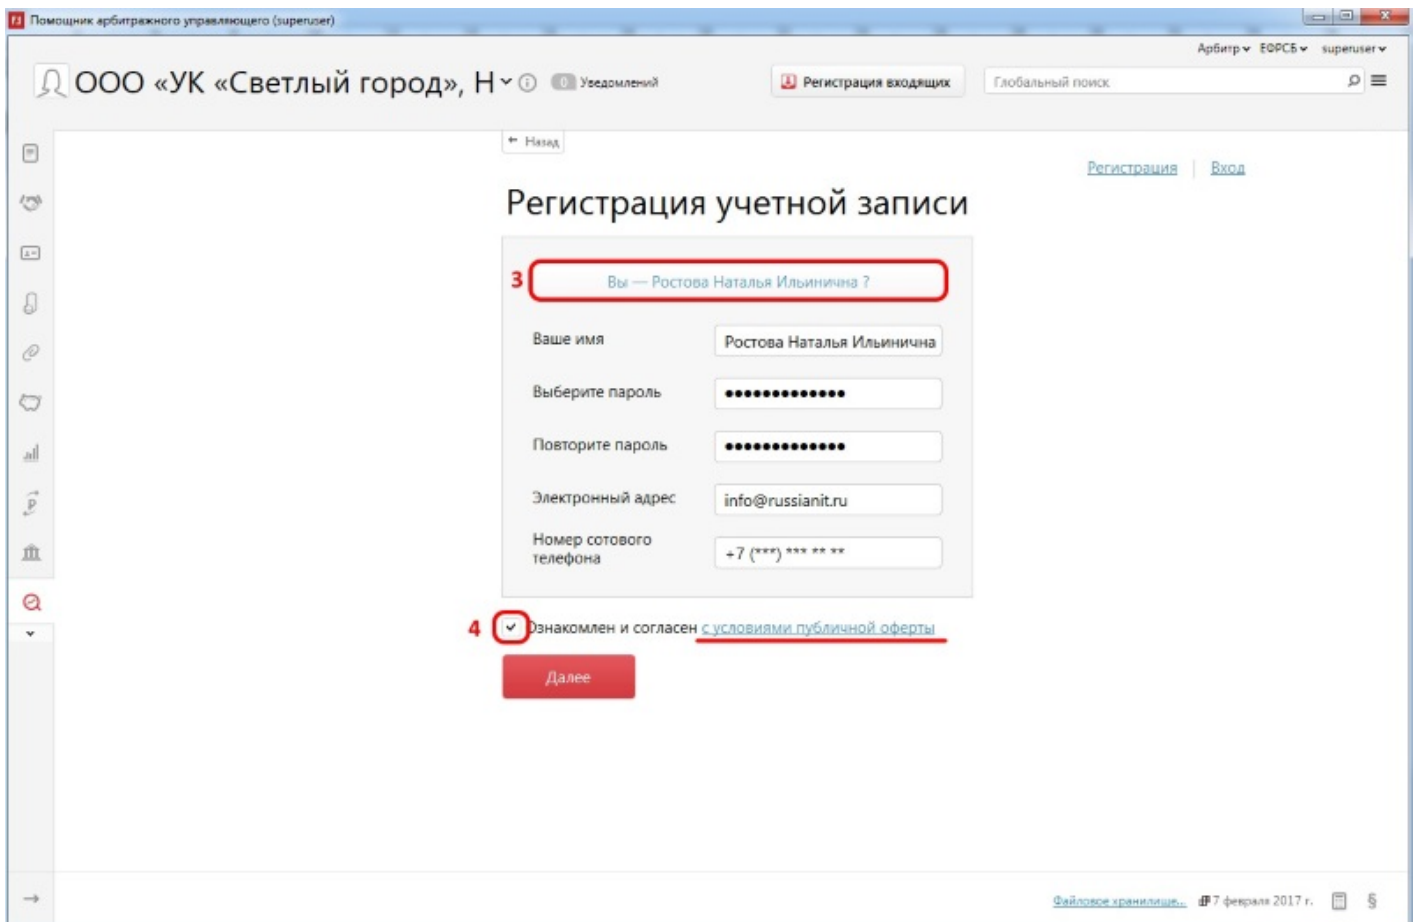 Помощник арбитражного управляющего (superuser)
Арбитр ЕФРСБ superuser
ООО «УК «Светлый город», Н
0 Уведомлений
Регистрация входящих
Глобальный поиск
← Назад
Регистрация | Вход
Регистрация учетной записи
3 Вы — Ростова Наталья Ильинична ?
Ваше имя Ростова Наталья Ильинична
Выберите пароль •••••••••••••
Повторите пароль •••••••••••••
Электронный адрес info@russianit.ru
Номер сотового
телефона +7 (***) *** ** **
4 Ознакомлен и согласен с условиями публичной оферты
Далее
Файловое хранилище... 7 февраля 2017 г. §